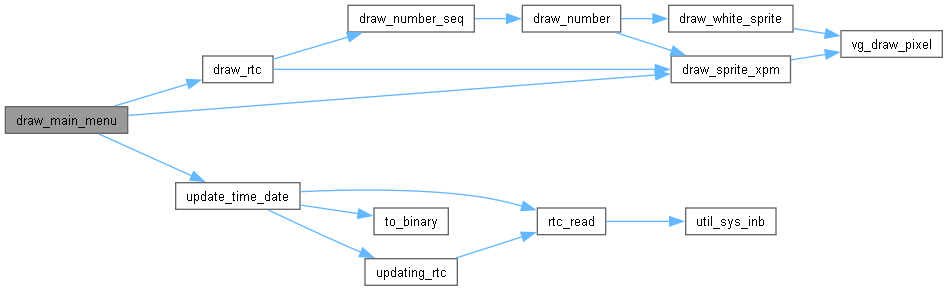 draw_number_seq
draw_number
draw_white_sprite
vg_draw_pixel
draw_rtc
draw_sprite_xpm
draw_main_menu
update_time_date
to_binary
rtc_read
util_sys_inb
updating_rtc